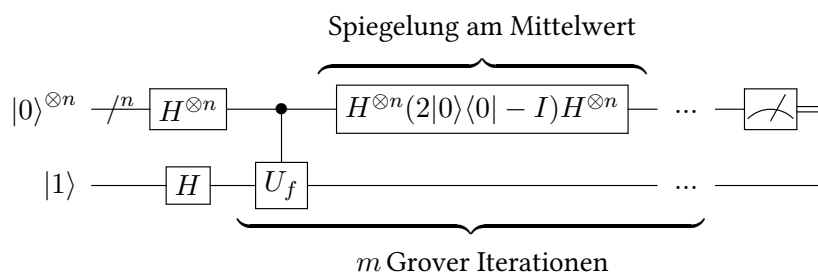 Spiegelung am Mittelwert
|0⟩^{⊗n} /^n H^{⊗n} H^{⊗n}(2|0⟩⟨0| − I)H^{⊗n} ...
|1⟩ H U_f ...
m Grover Iterationen